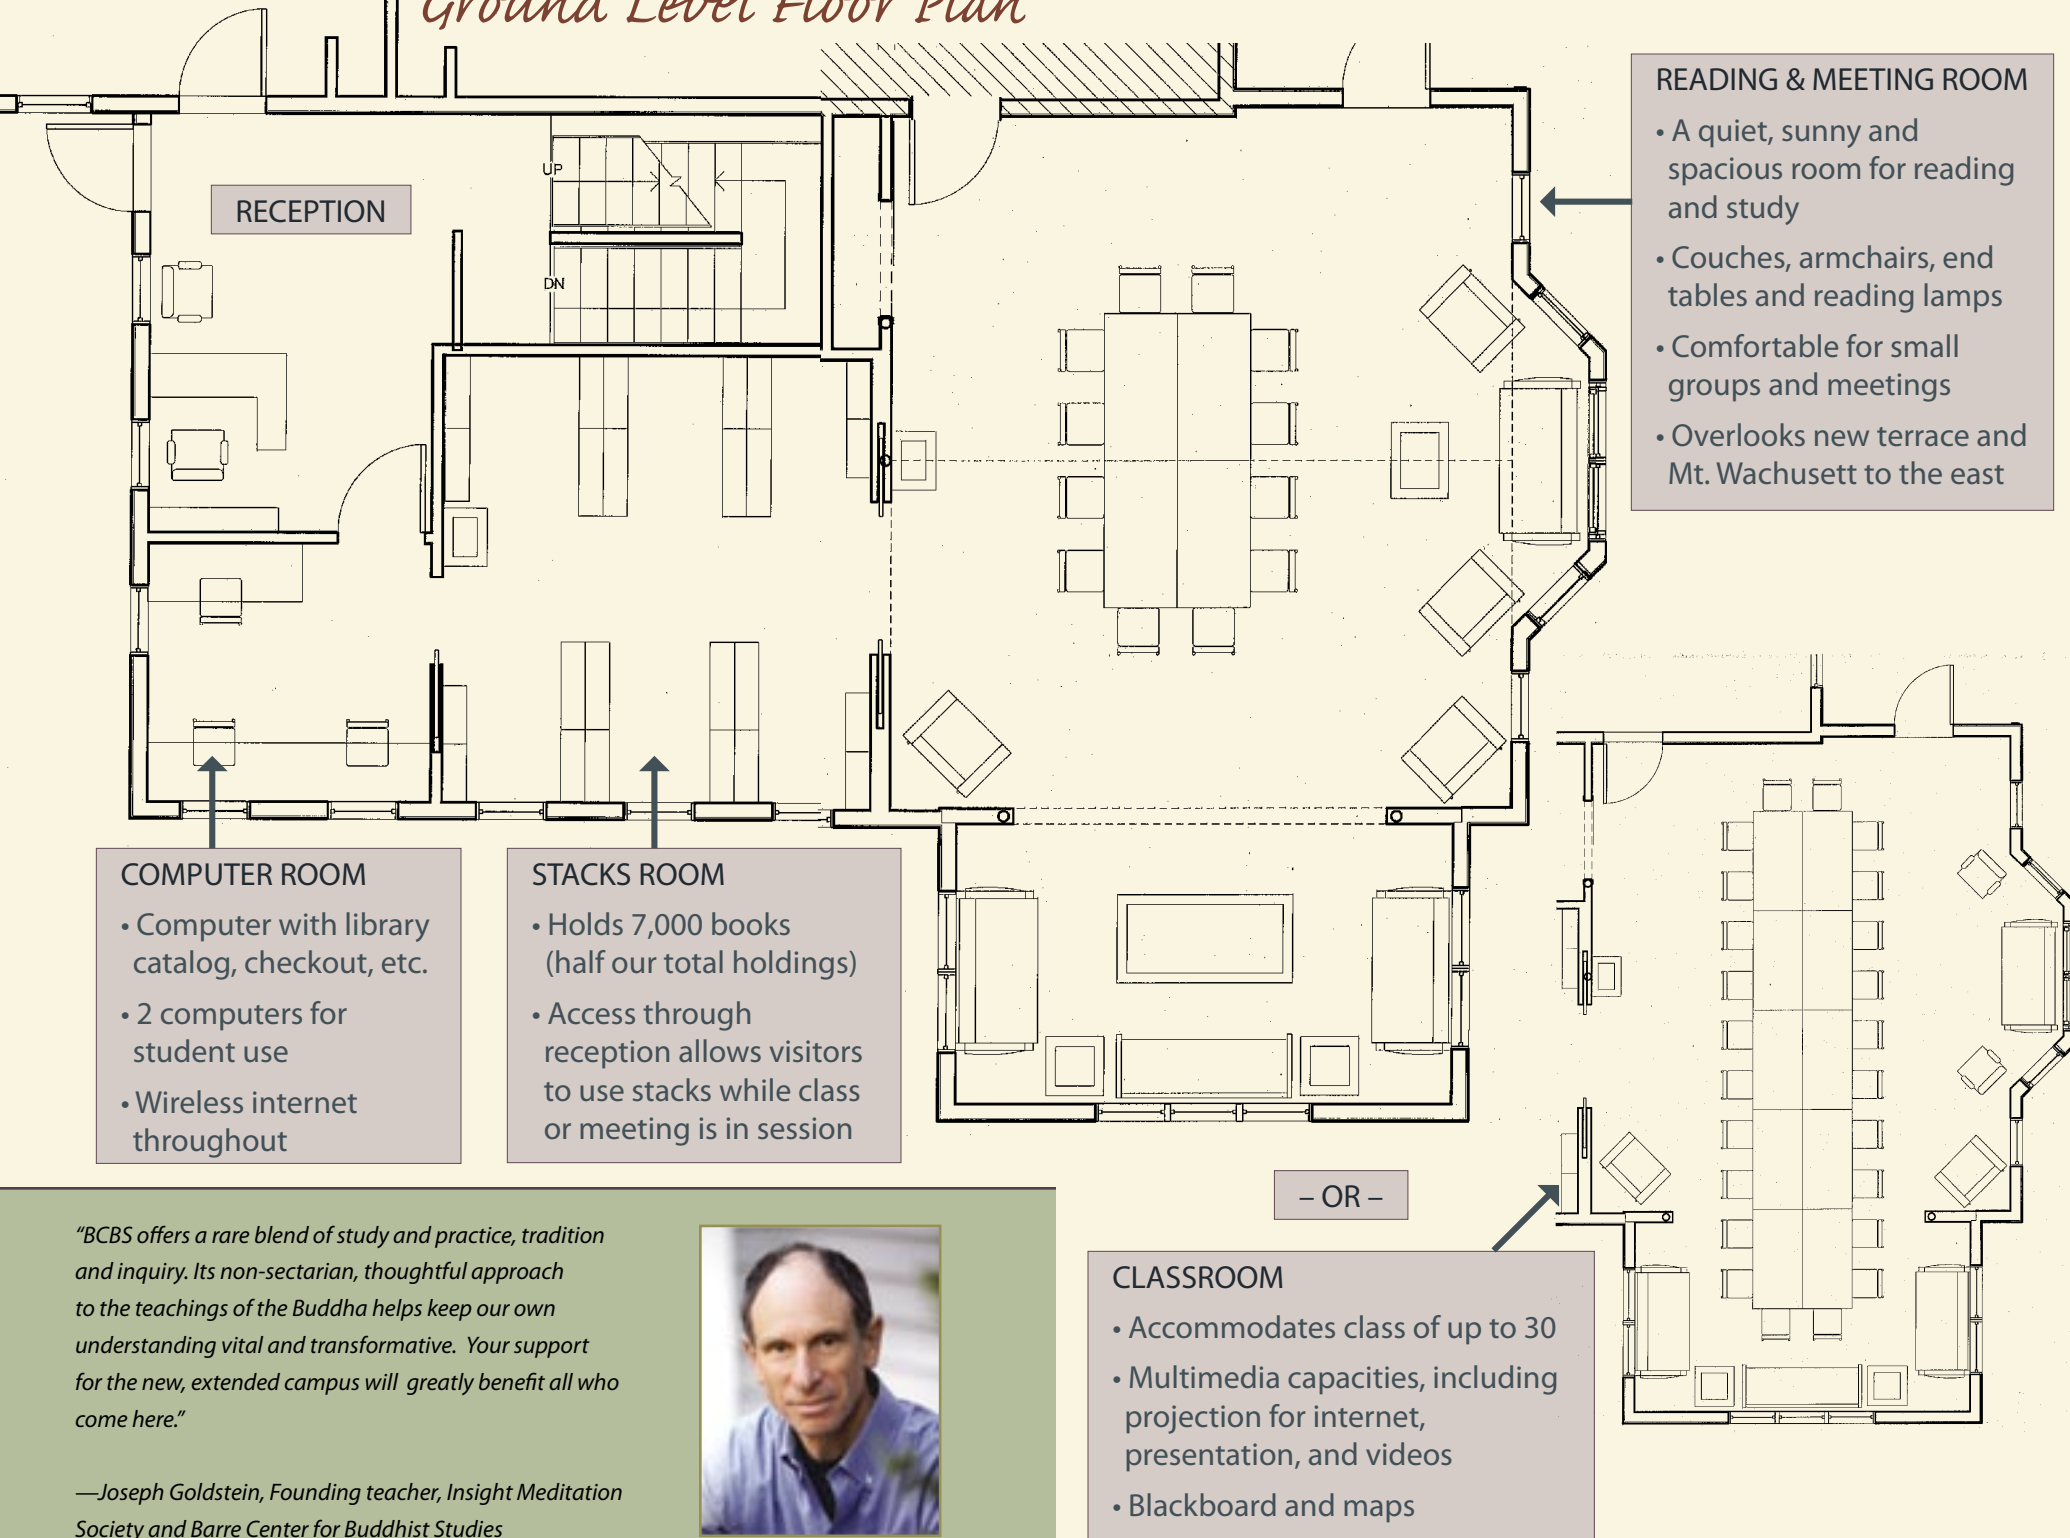 Ground Level Floor Plan
READING & MEETING ROOM
• A quiet, sunny and
spacious room for reading
and study
• Couches, armchairs, end
tables and reading lamps
• Comfortable for small
groups and meetings
• Overlooks new terrace and
Mt. Wachusett to the east
UP
RECEPTION
DN
COMPUTER ROOM
• Computer with library
catalog, checkout, etc.
• 2 computers for
student use
• Wireless internet
throughout
STACKS ROOM
• Holds 7,000 books
(half our total holdings)
• Access through
reception allows visitors
to use stacks while class
or meeting is in session
– OR –
CLASSROOM
• Accommodates class of up to 30
• Multimedia capacities, including
projection for internet,
presentation, and videos
• Blackboard and maps
“BCBS offers a rare blend of study and practice, tradition
and inquiry. Its non-sectarian, thoughtful approach
to the teachings of the Buddha helps keep our own
understanding vital and transformative. Your support
for the new, extended campus will greatly benefit all who
come here.”
—Joseph Goldstein, Founding teacher, Insight Meditation
Society and Barre Center for Buddhist Studies